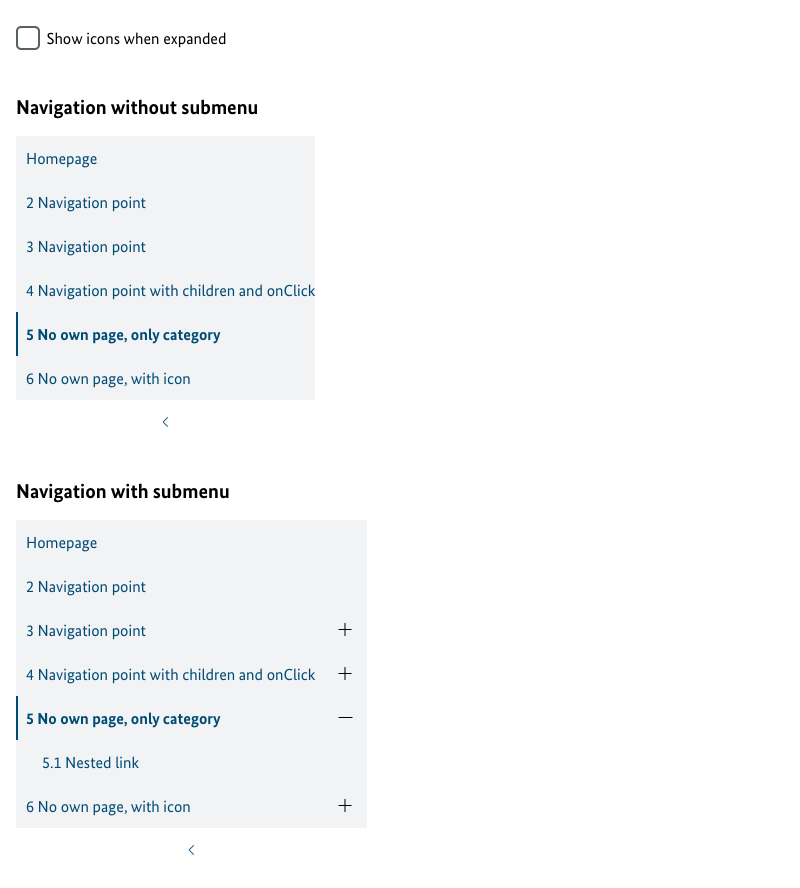 Show icons when expanded
Navigation without submenu
Homepage
2 Navigation point
3 Navigation point
4 Navigation point with children and onClick
5 No own page, only category
6 No own page, with icon
Navigation with submenu
Homepage
2 Navigation point
3 Navigation point
4 Navigation point with children and onClick
5 No own page, only category
5.1 Nested link
6 No own page, with icon